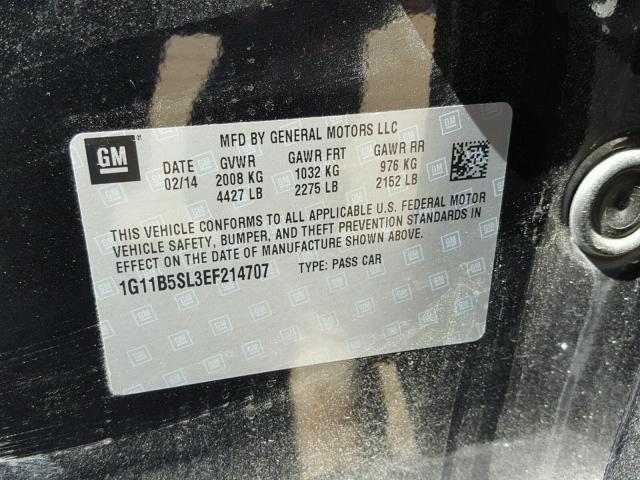 MFD BY GENERAL MOTORS LLC
GM
DATE GVWR GAWR FRT GAWR RR
02/14 2008 KG 1032 KG 976 KG
4427 LB 2275 LB 2152 LB
THIS VEHICLE CONFORMS TO ALL APPLICABLE U.S. FEDERAL MOTOR
VEHICLE SAFETY, BUMPER, AND THEFT PREVENTION STANDARDS IN
EFFECT ON THE DATE OF MANUFACTURE SHOWN ABOVE.
1G11B5SL3EF214707 TYPE: PASS CAR